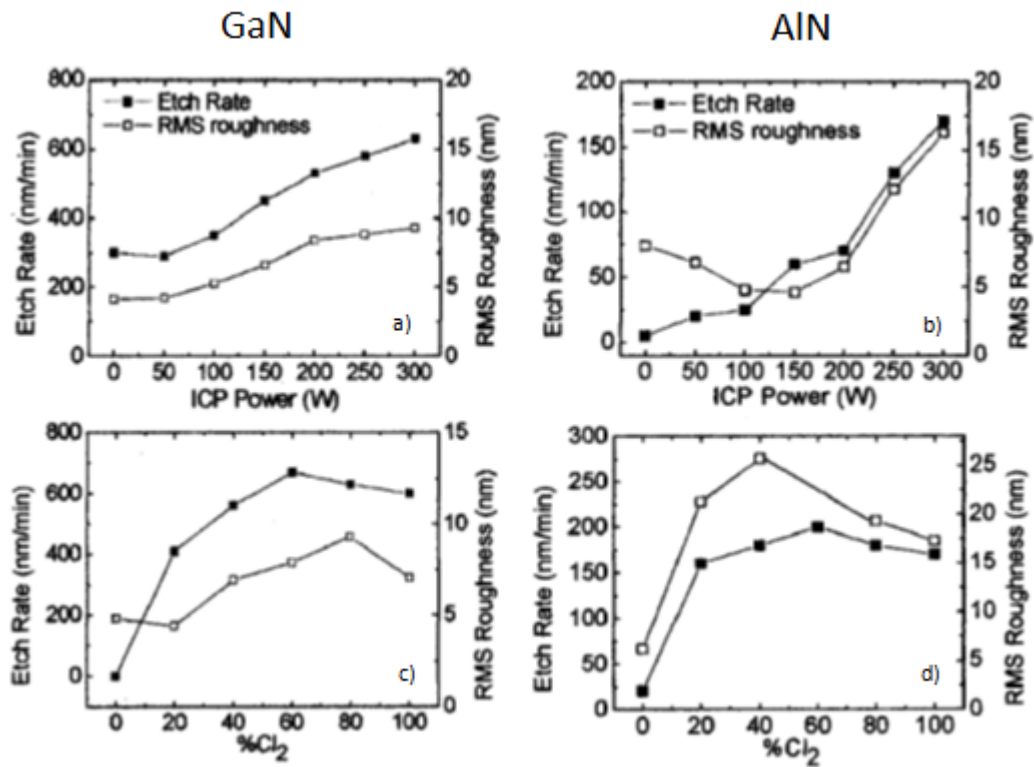 GaN
AlN
800
600
400
200
0
Etch Rate (nm/min)
Etch Rate
RMS roughness
a)
20
15
10
5
0
RMS Roughness (nm)
0 50 100 150 200 250 300
ICP Power (W)
200
150
100
50
0
Etch Rate (nm/min)
Etch Rate
RMS roughness
b)
20
15
10
5
0
RMS Roughness (nm)
0 50 100 150 200 250 300
ICP Power (W)
800
600
400
200
0
Etch Rate (nm/min)
c)
15
10
5
0
RMS Roughness (nm)
0 20 40 60 80 100
%Cl₂
300
250
200
150
100
50
0
Etch Rate (nm/min)
d)
25
20
15
10
5
0
RMS Roughness (nm)
0 20 40 60 80 100
%Cl₂